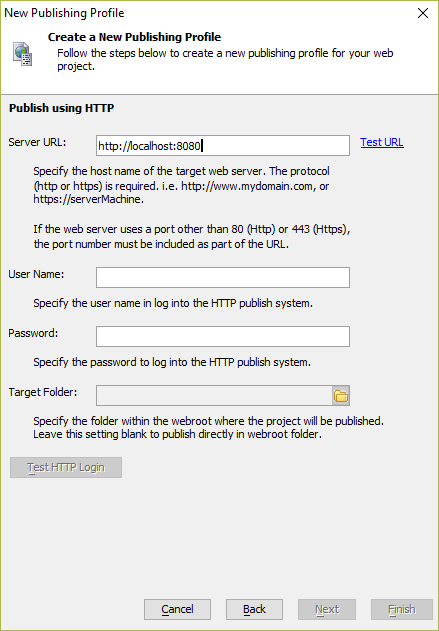 New Publishing Profile
Create a New Publishing Profile
Follow the steps below to create a new publishing profile for your web
project.
Publish using HTTP
Server URL: http://localhost:8080 Test URL
Specify the host name of the target web server. The protocol
(http or https) is required. i.e. http://www.mydomain.com, or
https://serverMachine.
If the web server uses a port other than 80 (Http) or 443 (Https),
the port number must be included as part of the URL.
User Name:
Specify the user name in log into the HTTP publish system.
Password:
Specify the password to log into the HTTP publish system.
Target Folder:
Specify the folder within the webroot where the project will be published.
Leave this setting blank to publish directly in webroot folder.
Test HTTP Login
Cancel Back Next Finish